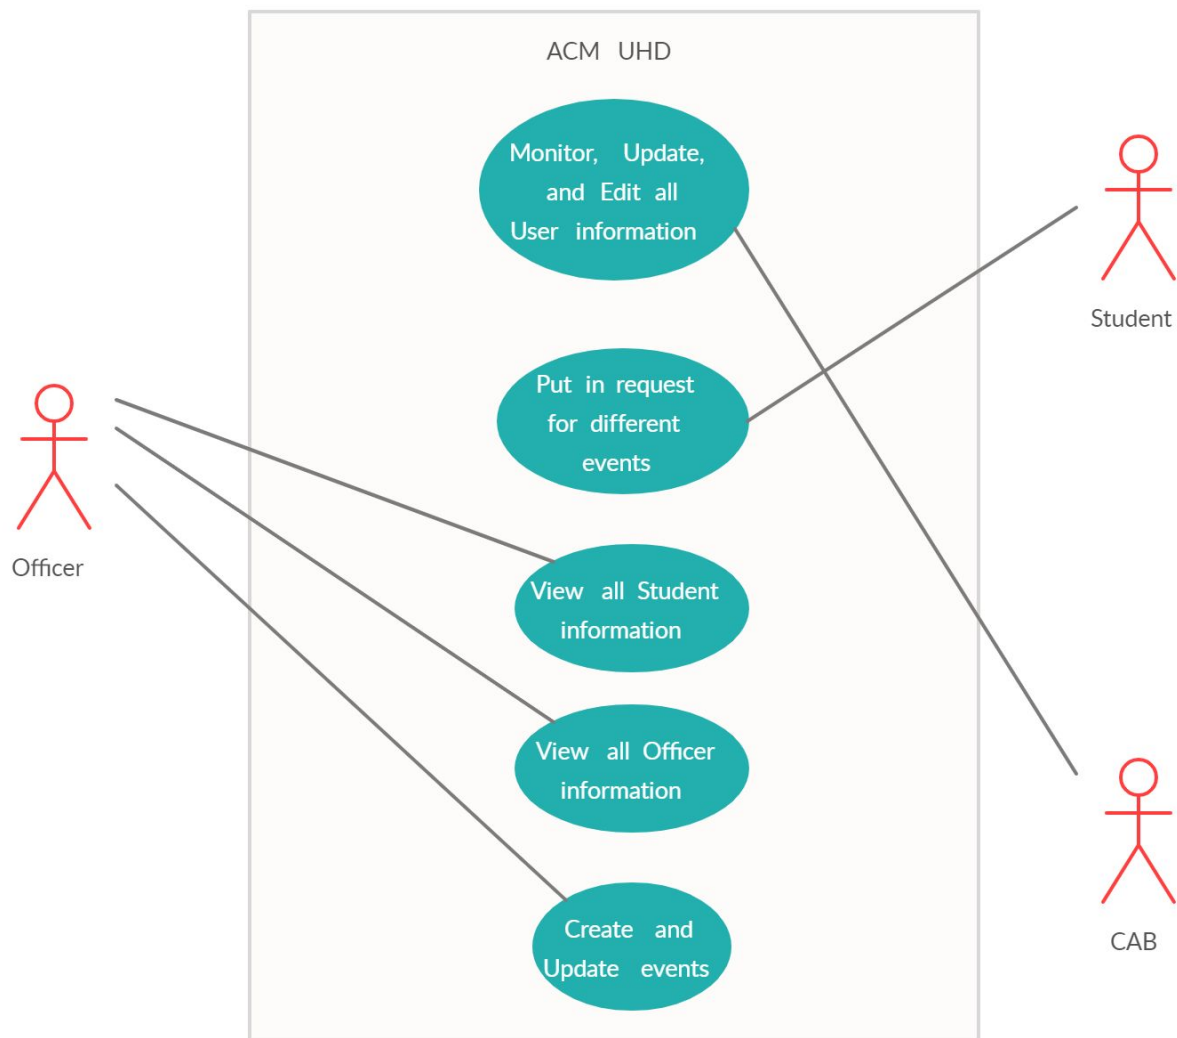 ACM UHD
Monitor, Update,
and Edit all
User information
Student
Put in request
for different
events
Officer
View all Student
information
View all Officer
information
CAB
Create and
Update events